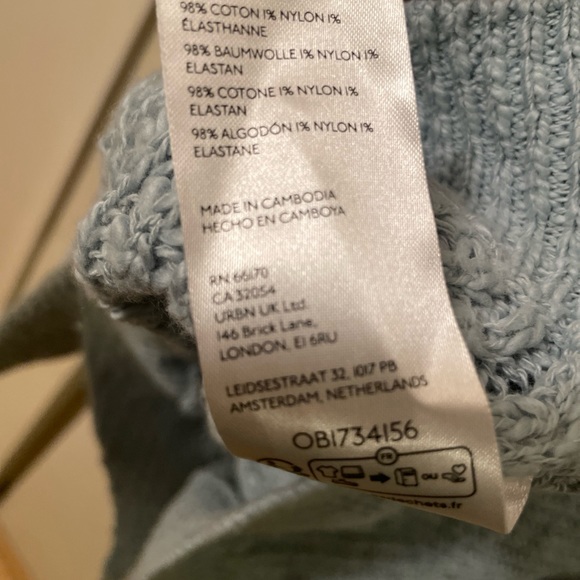 98% COTON 1% NYLON 1%
ÉLASTHANNE
98% BAUMWOLLE 1% NYLON 1%
ELASTAN
98% COTONE 1% NYLON 1%
ELASTAN
98% ALGODÓN 1% NYLON 1%
ELASTANE
MADE IN CAMBODIA
HECHO EN CAMBOYA
RN 66170
CA 32054
URBN UK Ltd.
146 Brick Lane,
LONDON, E1 6RU
LEIDSESTRAAT 32, 1017 PB
AMSTERDAM, NETHERLANDS
OB1734156
FR
OU